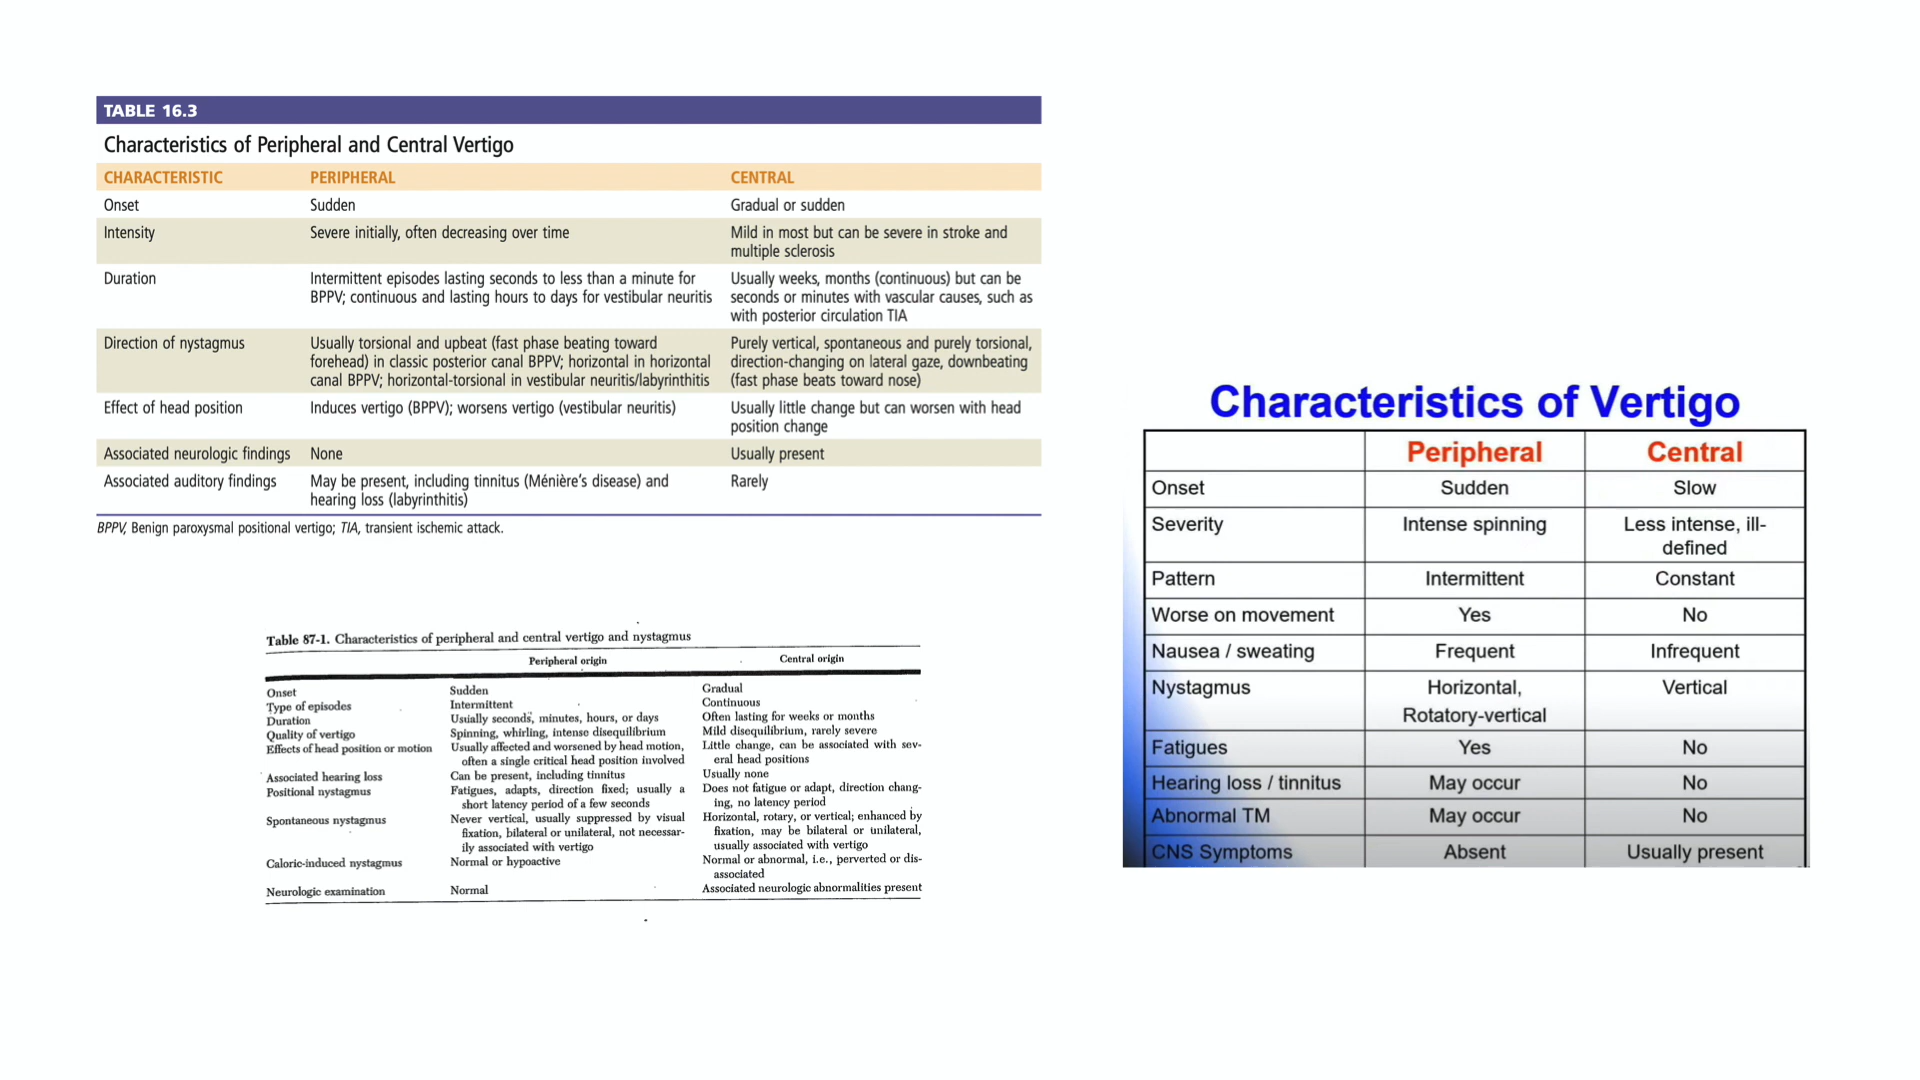 TABLE 16.3
Characteristics of Peripheral and Central Vertigo
CHARACTERISTIC PERIPHERAL CENTRAL
Onset Sudden Gradual or sudden
Intensity Severe initially, often decreasing over time Mild in most but can be severe in stroke and
multiple sclerosis
Duration Intermittent episodes lasting seconds to less than a minute for Usually weeks, months (continuous) but can be
BPPV; continuous and lasting hours to days for vestibular neuritis seconds or minutes with vascular causes, such as
with posterior circulation TIA
Direction of nystagmus Usually torsional and upbeat (fast phase beating toward Purely vertical, spontaneous and purely torsional,
forehead) in classic posterior canal BPPV; horizontal in horizontal direction-changing on lateral gaze, downbeating
canal BPPV; horizontal-torsional in vestibular neuritis/labyrinthitis (fast phase beats toward nose)
Effect of head position Induces vertigo (BPPV); worsens vertigo (vestibular neuritis) Usually little change but can worsen with head
position change
Associated neurologic findings None Usually present
Associated auditory findings May be present, including tinnitus (Ménière's disease) and Rarely
hearing loss (labyrinthitis)
BPPV, Benign paroxysmal positional vertigo; TIA, transient ischemic attack.
Table 87-1. Characteristics of peripheral and central vertigo and nystagmus
Peripheral origin Central origin
Onset Sudden Gradual
Type of episodes Intermittent Continuous
Duration Usually seconds, minutes, hours, or days Often lasting for weeks or months
Quality of vertigo Spinning, whirling, intense disequilibrium Mild disequilibrium, rarely severe
Effects of head position or motion Usually affected and worsened by head motion, Little change, can be associated with sev-
often a single critical head position involved eral head positions
Associated hearing loss Can be present, including tinnitus Usually none
Positional nystagmus Fatigues, adapts, direction fixed; usually a Does not fatigue or adapt, direction chang-
short latency period of a few seconds ing, no latency period
Spontaneous nystagmus Never vertical, usually suppressed by visual Horizontal, rotary, or vertical; enhanced by
fixation, bilateral or unilateral, not necessar- fixation, may be bilateral or unilateral,
ily associated with vertigo usually associated with vertigo
Caloric-induced nystagmus Normal or hypoactive Normal or abnormal, i.e., perverted or dis-
associated
Neurologic examination Normal Associated neurologic abnormalities present
Characteristics of Vertigo
Peripheral Central
Onset Sudden Slow
Severity Intense spinning Less intense, ill-
defined
Pattern Intermittent Constant
Worse on movement Yes No
Nausea / sweating Frequent Infrequent
Nystagmus Horizontal, Vertical
Rotatory-vertical
Fatigues Yes No
Hearing loss / tinnitus May occur No
Abnormal TM May occur No
CNS Symptoms Absent Usually present